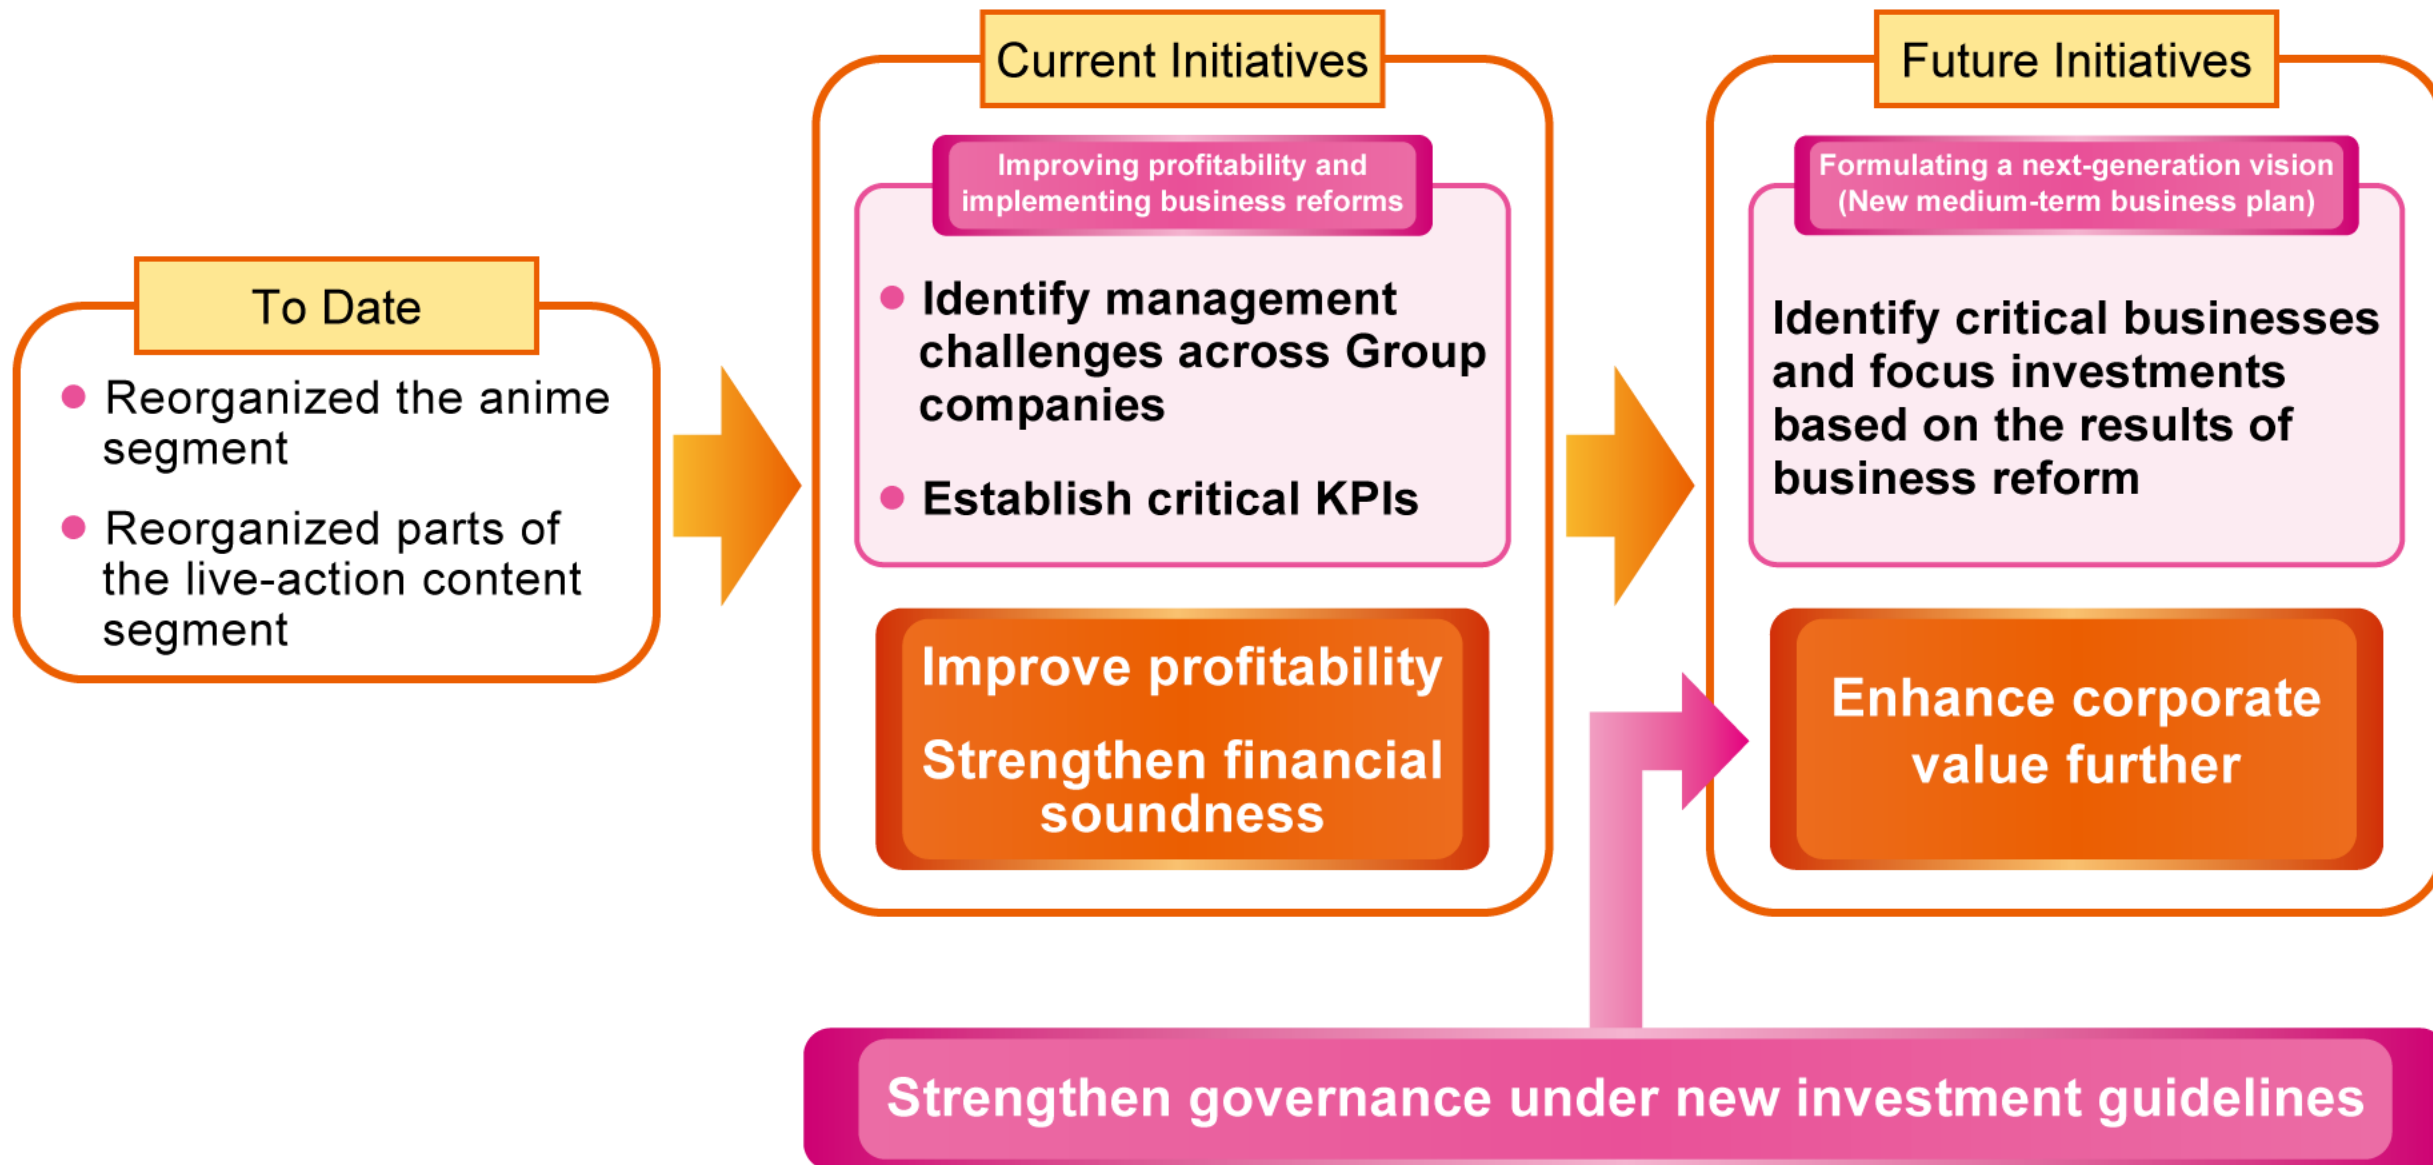 To Date
Reorganized the anime
segment
Reorganized parts of
the live-action content
segment
Current Initiatives
Improving profitability and
implementing business reforms
Identify management
challenges across Group
companies
Establish critical KPIs
Improve profitability
Strengthen financial
soundness
Future Initiatives
Formulating a next-generation vision
(New medium-term business plan)
Identify critical businesses
and focus investments
based on the results of
business reform
Enhance corporate
value further
Strengthen governance under new investment guidelines